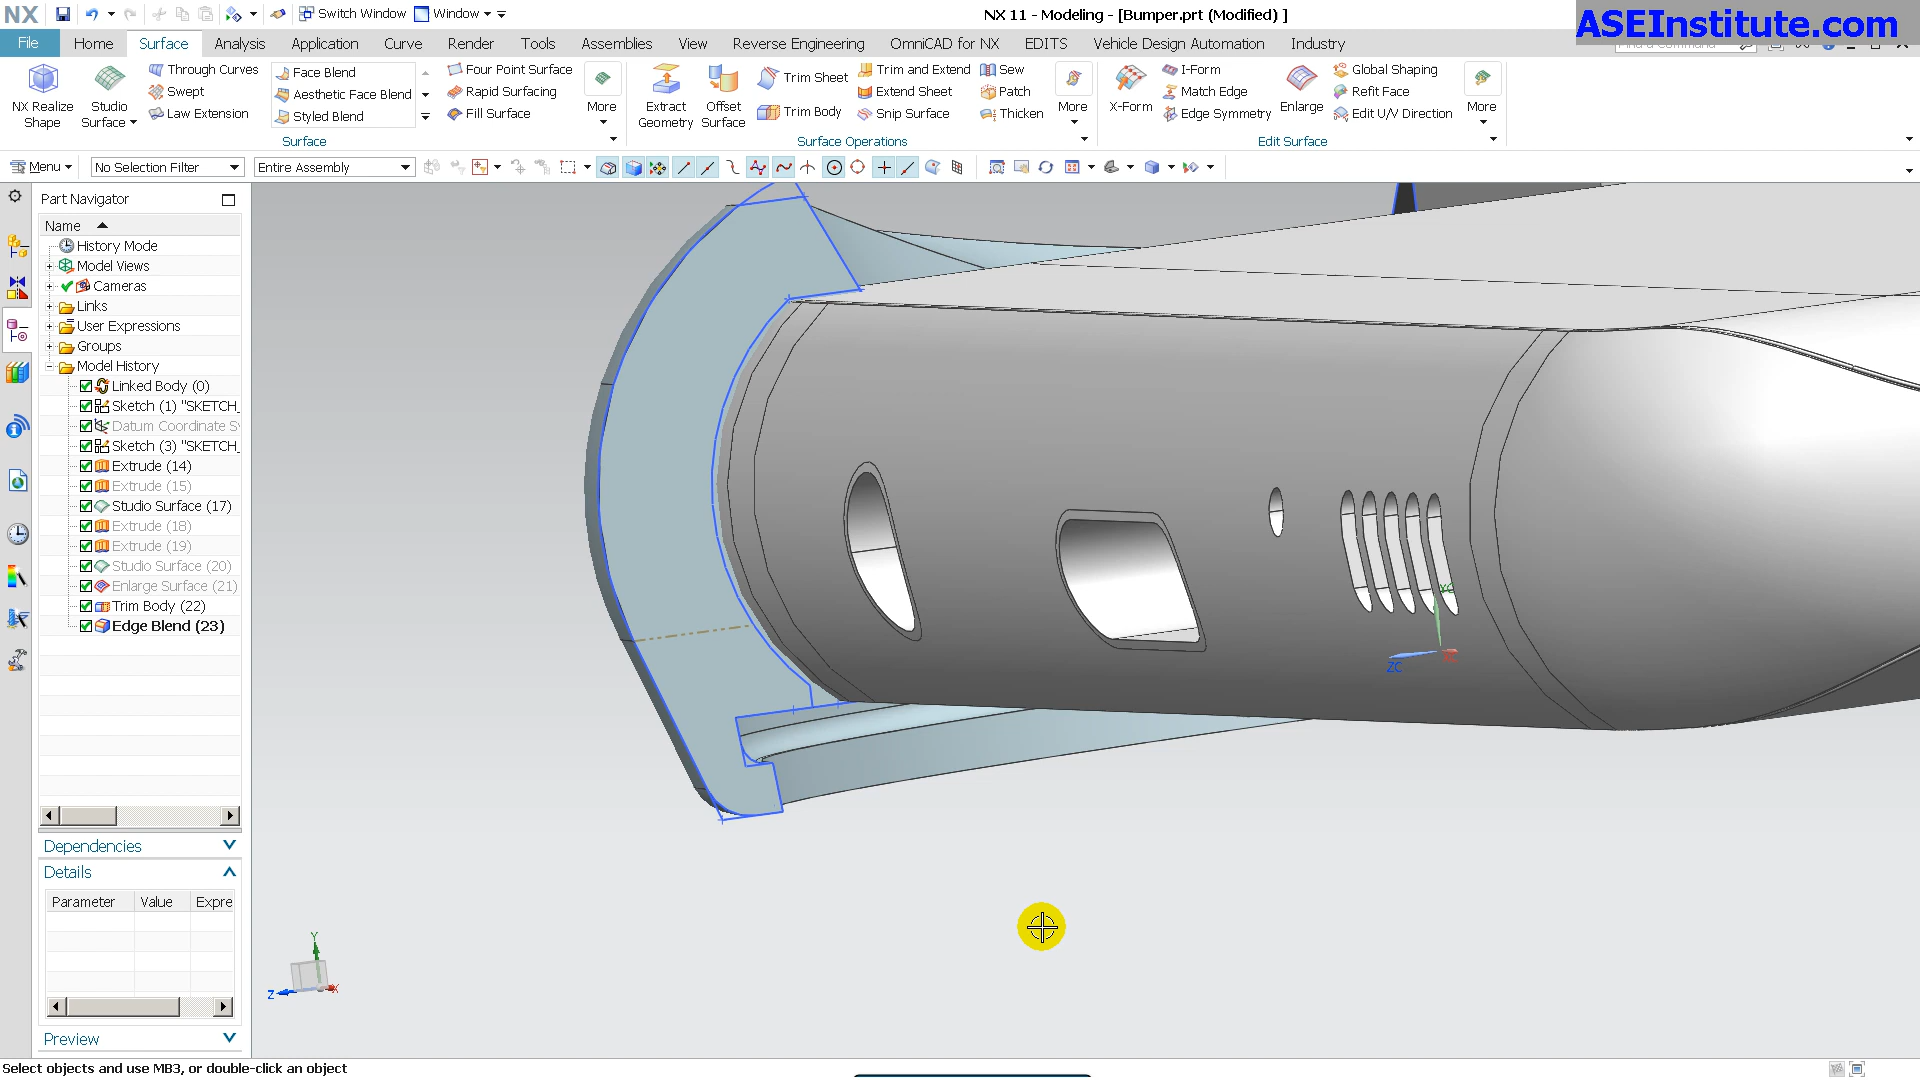 NX
Switch Window
Window
NX 11 - Modeling - [Bumper.prt (Modified) ]
ASEInstitute.com
File Home Surface Analysis Application Curve Render Tools Assemblies View Reverse Engineering OmniCAD for NX EDITS Vehicle Design Automation Industry
Find a Command
NX Realize Shape
Studio Surface
Through Curves
Swept
Law Extension
Face Blend
Aesthetic Face Blend
Styled Blend
Four Point Surface
Rapid Surfacing
Fill Surface
More
Surface
Extract Geometry
Offset Surface
Trim Sheet
Trim Body
Trim and Extend
Extend Sheet
Snip Surface
Sew
Patch
Thicken
More
Surface Operations
X-Form
I-Form
Match Edge
Edge Symmetry
Enlarge
Global Shaping
Refit Face
Edit U/V Direction
More
Edit Surface
Menu
No Selection Filter
Entire Assembly
Part Navigator
Name
History Mode
Model Views
Cameras
Links
User Expressions
Groups
Model History
Linked Body (0)
Sketch (1) "SKETCH_
Datum Coordinate S
Sketch (3) "SKETCH_
Extrude (14)
Extrude (15)
Studio Surface (17)
Extrude (18)
Extrude (19)
Studio Surface (20)
Enlarge Surface (21)
Trim Body (22)
Edge Blend (23)
Dependencies
Details
Parameter Value Expre
Preview
YC
ZC
Y
Z
X
Select objects and use MB3, or double-click an object